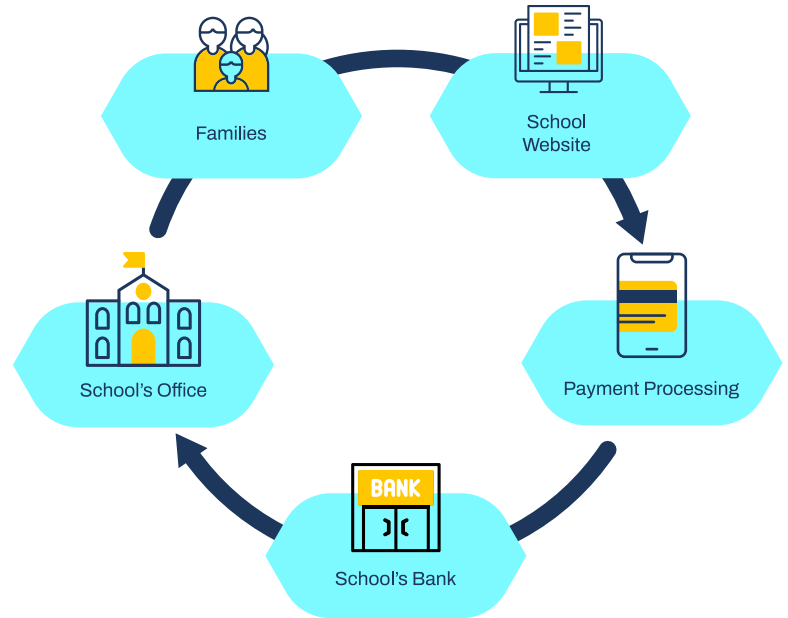 Families
School
Website
School's Office
Payment Processing
BANK
School's Bank